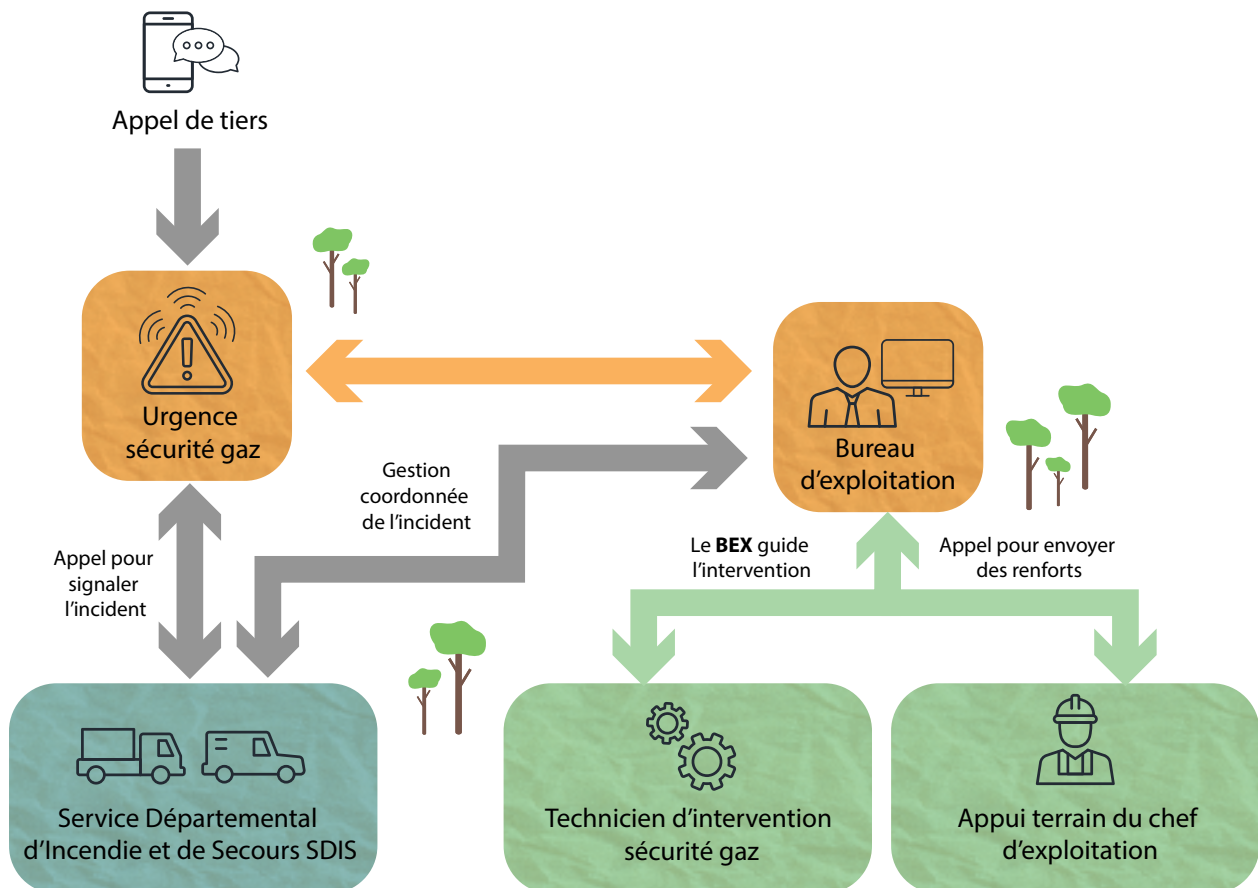 Appel de tiers
Urgence
sécurité gaz
Bureau
d’exploitation
Gestion
coordonnée
de l’incident
Appel pour
signaler
l’incident
Le BEX guide
l’intervention
Appel pour envoyer
des renforts
Service Départemental
d’Incendie et de Secours SDIS
Technicien d’intervention
sécurité gaz
Appui terrain du chef
d’exploitation